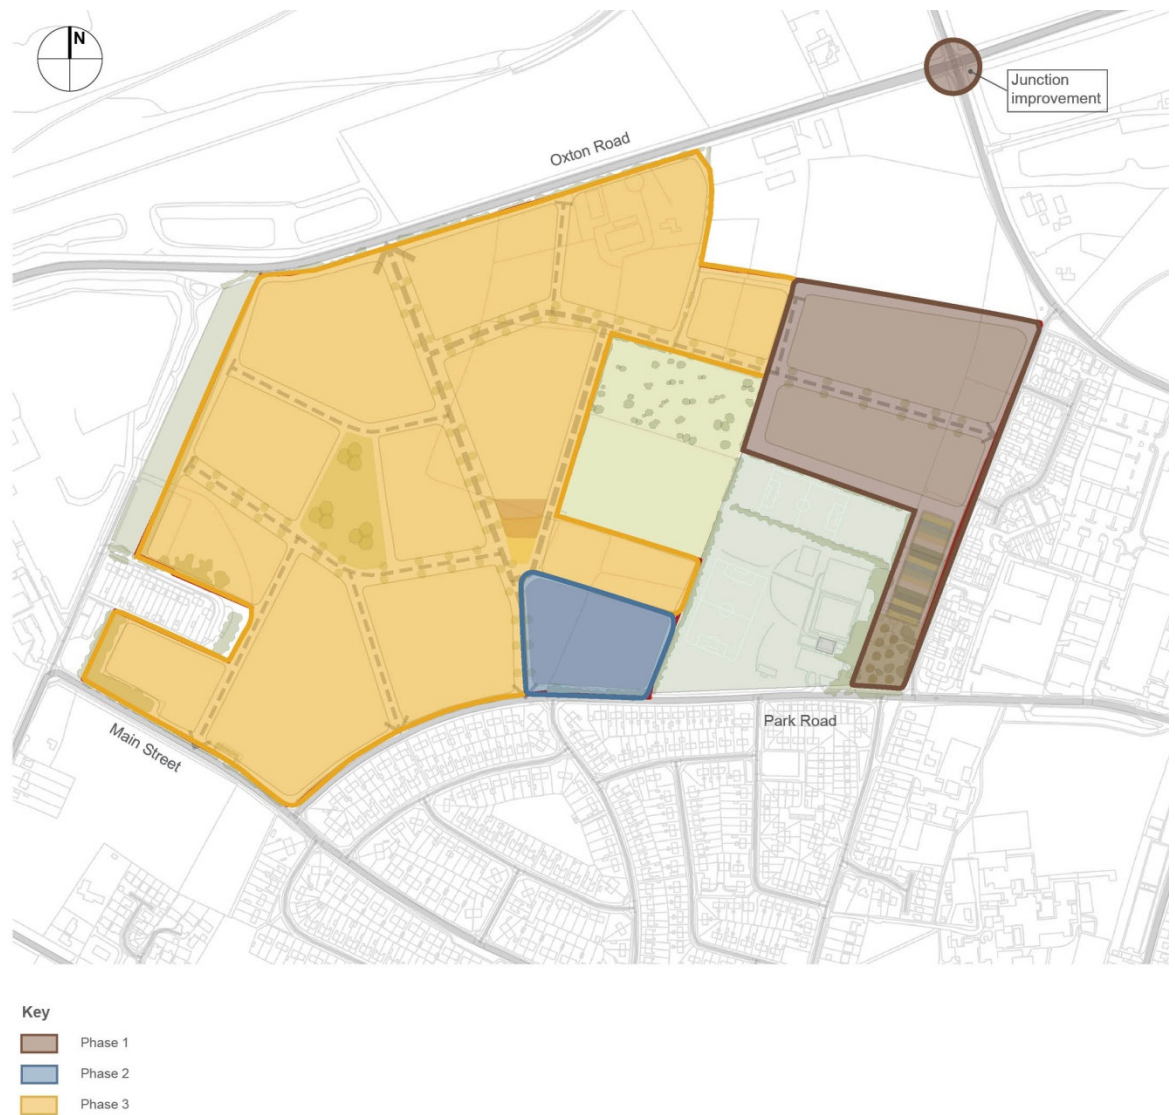 N
Junction
improvement
Oxton Road
Park Road
Main Street
Key
Phase 1
Phase 2
Phase 3